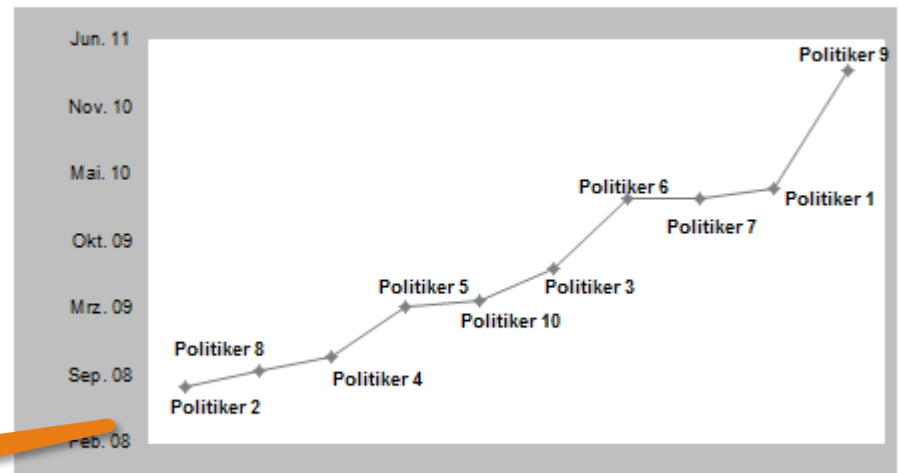 Jun. 11
Politiker 9
Nov. 10
Mai. 10
Politiker 6
Politiker 1
Politiker 7
Okt. 09
Politiker 5
Politiker 3
Mrz. 09
Politiker 10
Politiker 8
Sep. 08
Politiker 4
Politiker 2
Feb. 08